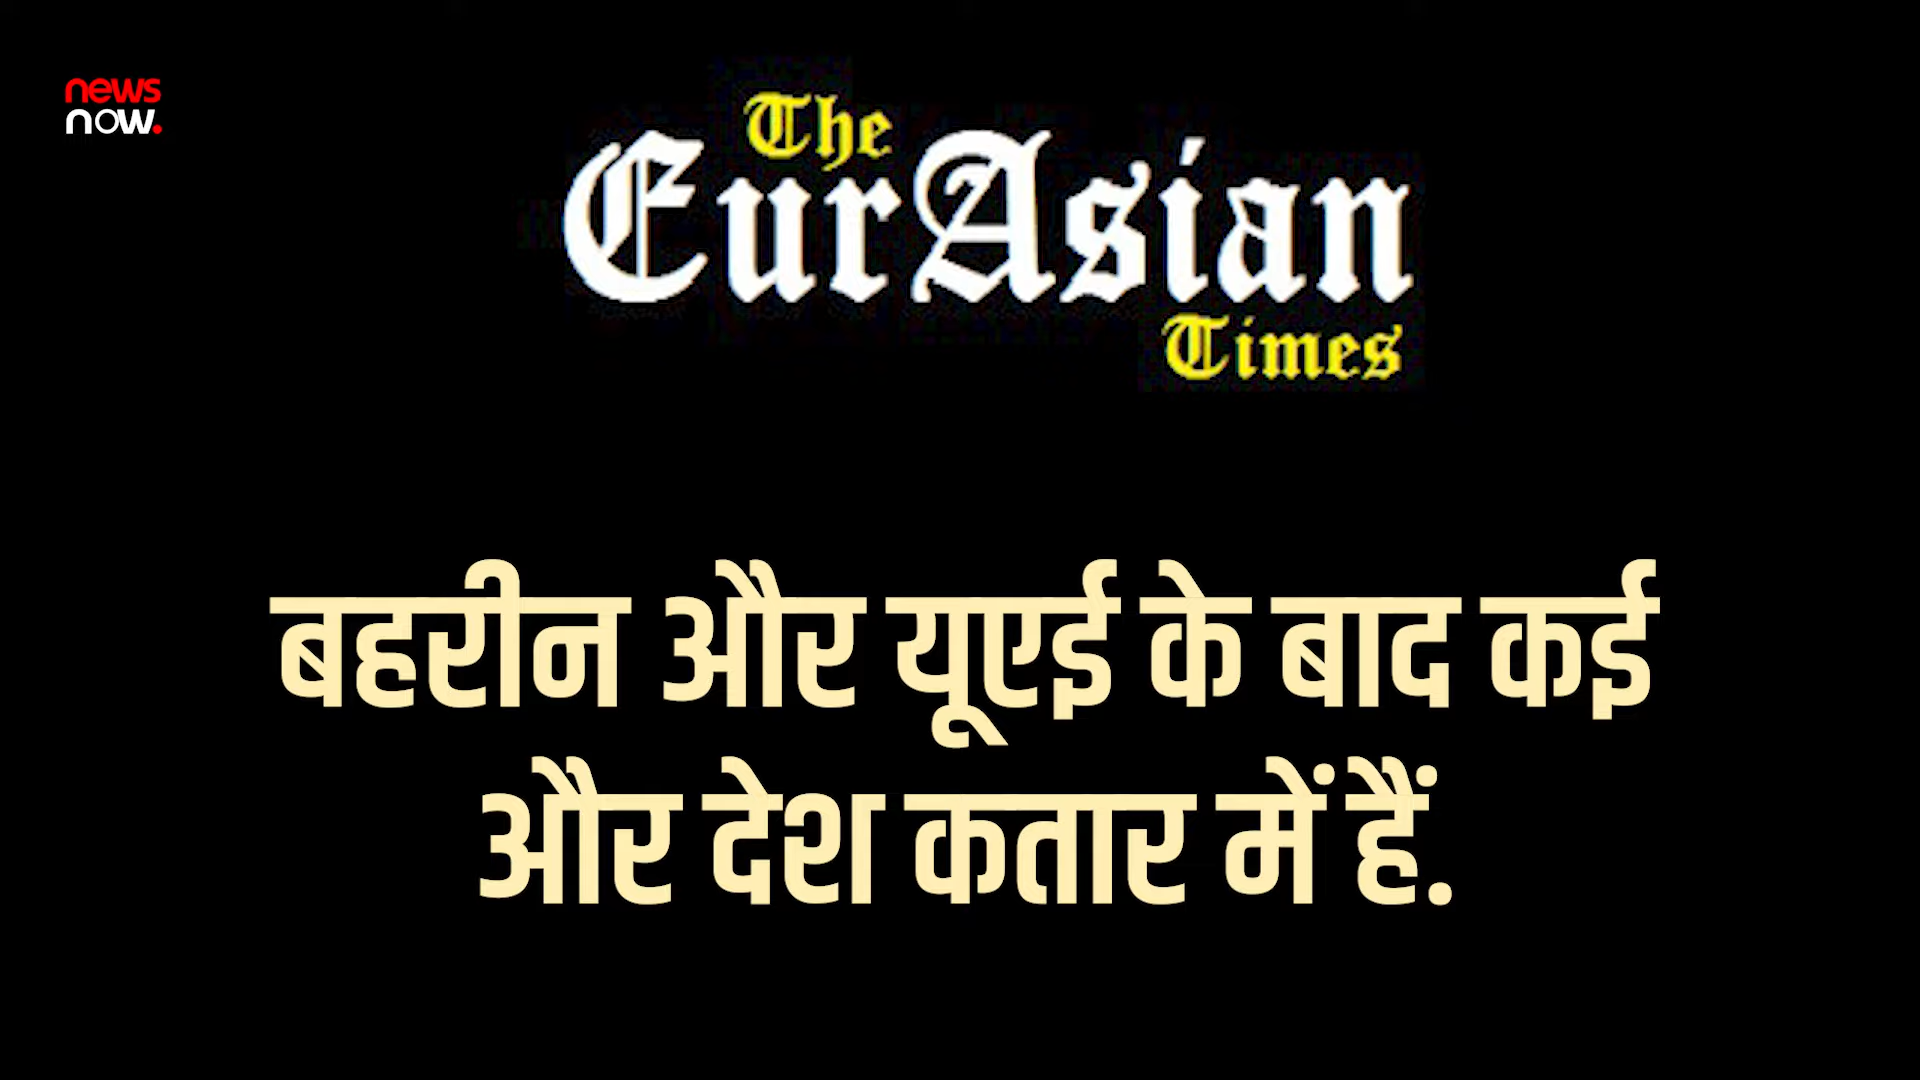 news
now.
The
EurAsian
Times
बहरीन और यूएई के बाद कई
और देश कतार में हैं.